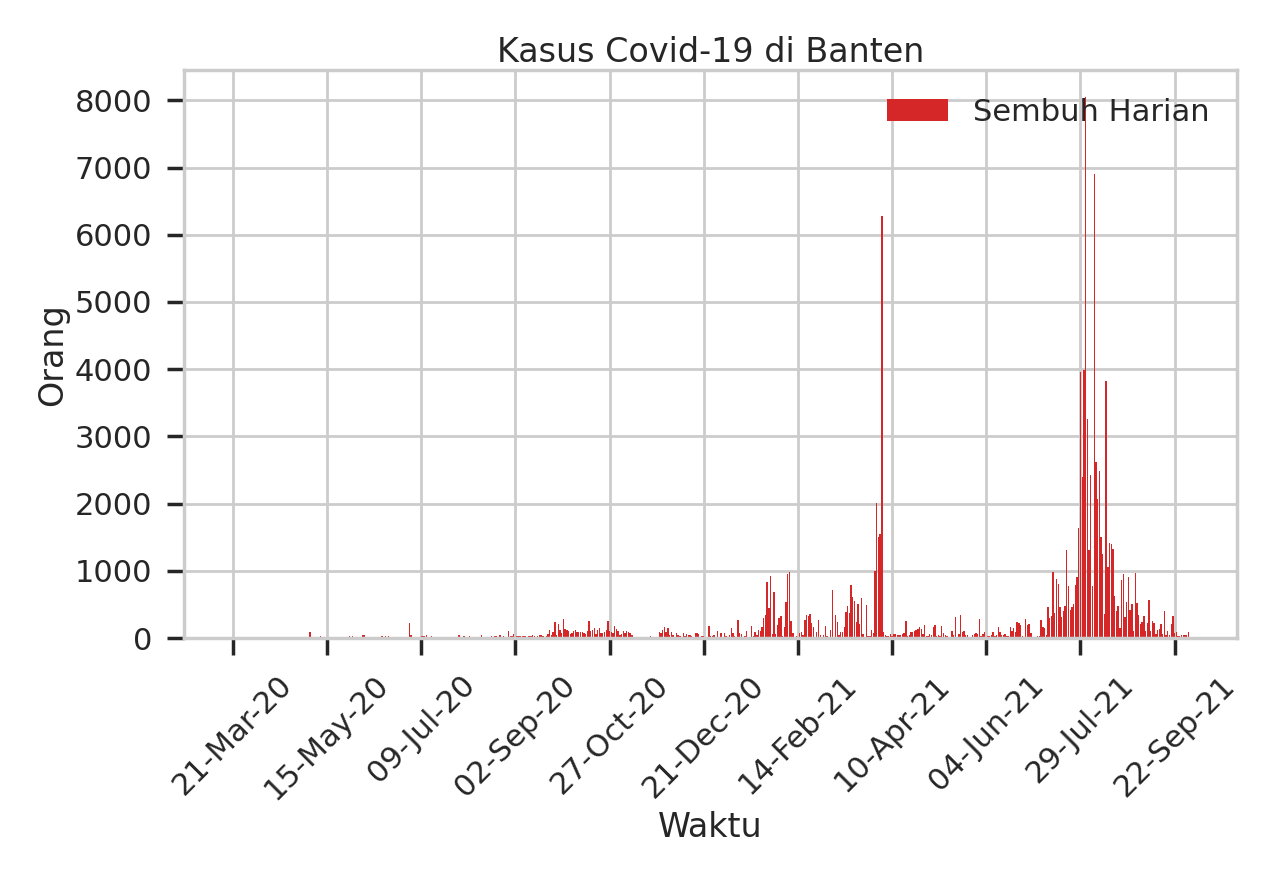 Kasus Covid-19 di Banten
Sembuh Harian
Orang
8000
7000
6000
5000
4000
3000
2000
1000
0
21-Mar-20
15-May-20
09-Jul-20
02-Sep-20
27-Oct-20
21-Dec-20
14-Feb-21
10-Apr-21
04-Jun-21
29-Jul-21
22-Sep-21
Waktu